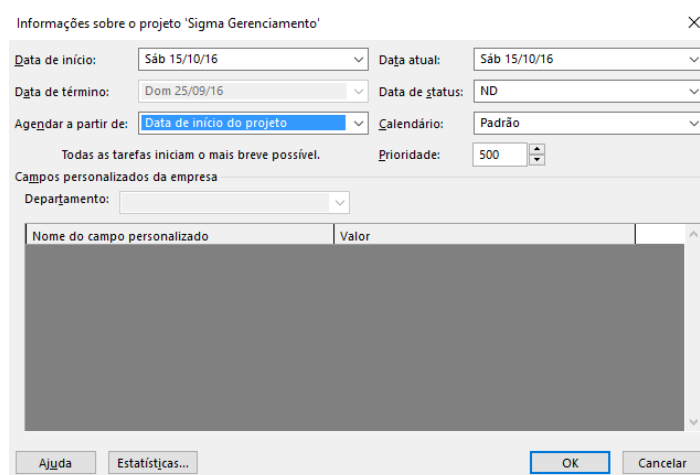 Informações sobre o projeto 'Sigma Gerenciamento'
Data de início: Sáb 15/10/16 Data atual: Sáb 15/10/16
Data de término: Dom 25/09/16 Data de status: ND
Agendar a partir de: Data de início do projeto Calendário: Padrão
Todas as tarefas iniciam o mais breve possível. Prioridade: 500
Campos personalizados da empresa
Departamento:
Nome do campo personalizado Valor
Ajuda Estatísticas... OK Cancelar